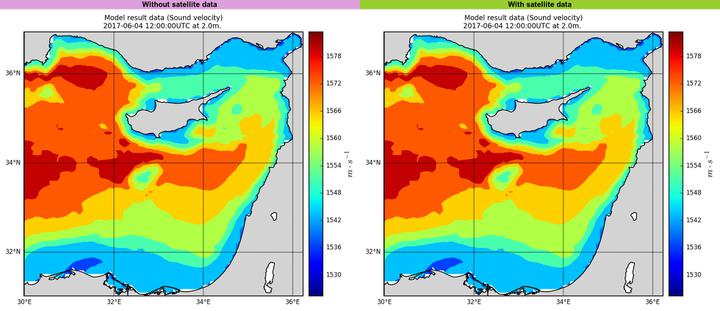 Without satellite data
Model result data (Sound velocity)
2017-06-04 12:00:00UTC at 2.0m.
36°N
34°N
32°N
30°E
32°E
34°E
36°E
1578
1572
1566
1560
1554
1548
1542
1536
1530
m · s⁻¹
With satellite data
Model result data (Sound velocity)
2017-06-04 12:00:00UTC at 2.0m.
36°N
34°N
32°N
30°E
32°E
34°E
36°E
1578
1572
1566
1560
1554
1548
1542
1536
1530
m · s⁻¹